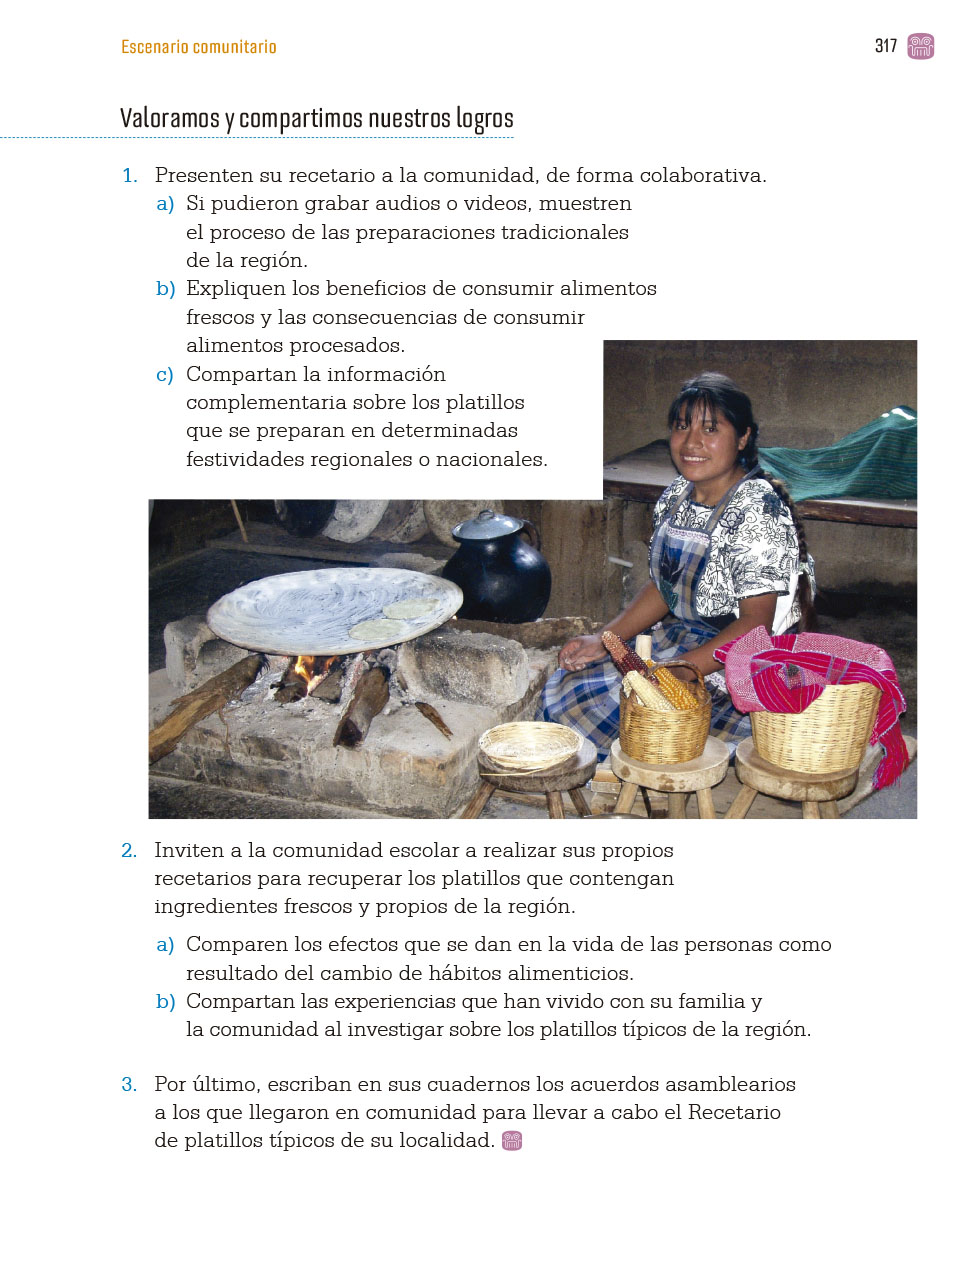 Escenario comunitario
317
Valoramos y compartimos nuestros logros
1. Presenten su recetario a la comunidad, de forma colaborativa.
a) Si pudieron grabar audios o videos, muestren
el proceso de las preparaciones tradicionales
de la región.
b) Expliquen los beneficios de consumir alimentos
frescos y las consecuencias de consumir
alimentos procesados.
c) Compartan la información
complementaria sobre los platillos
que se preparan en determinadas
festividades regionales o nacionales.
2. Inviten a la comunidad escolar a realizar sus propios
recetarios para recuperar los platillos que contengan
ingredientes frescos y propios de la región.
a) Comparen los efectos que se dan en la vida de las personas como
resultado del cambio de hábitos alimenticios.
b) Compartan las experiencias que han vivido con su familia y
la comunidad al investigar sobre los platillos típicos de la región.
3. Por último, escriban en sus cuadernos los acuerdos asamblearios
a los que llegaron en comunidad para llevar a cabo el Recetario
de platillos típicos de su localidad.